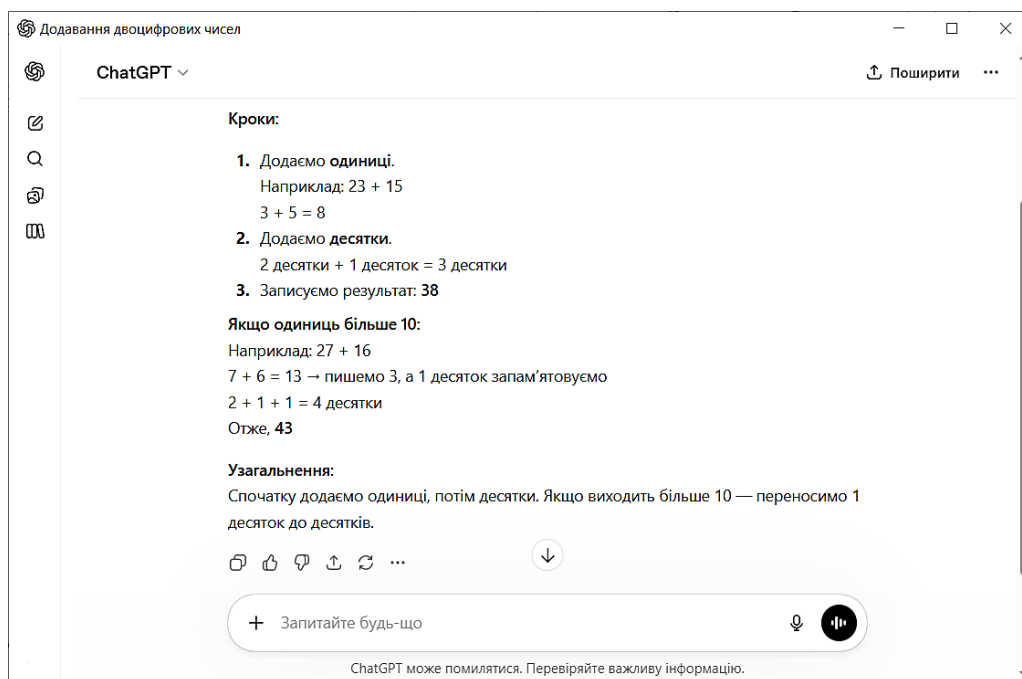 Додавання двоцифрових чисел
ChatGPT
Поширити
Кроки:
1. Додаємо одиниці.
Наприклад: 23 + 15
3 + 5 = 8
2. Додаємо десятки.
2 десятки + 1 десяток = 3 десятки
3. Записуємо результат: 38
Якщо одиниць більше 10:
Наприклад: 27 + 16
7 + 6 = 13 → пишемо 3, а 1 десяток запам’ятовуємо
2 + 1 + 1 = 4 десятки
Отже, 43
Узагальнення:
Спочатку додаємо одиниці, потім десятки. Якщо виходить більше 10 — переносимо 1
десяток до десятків.
Запитайте будь-що
ChatGPT може помилятися. Перевіряйте важливу інформацію.